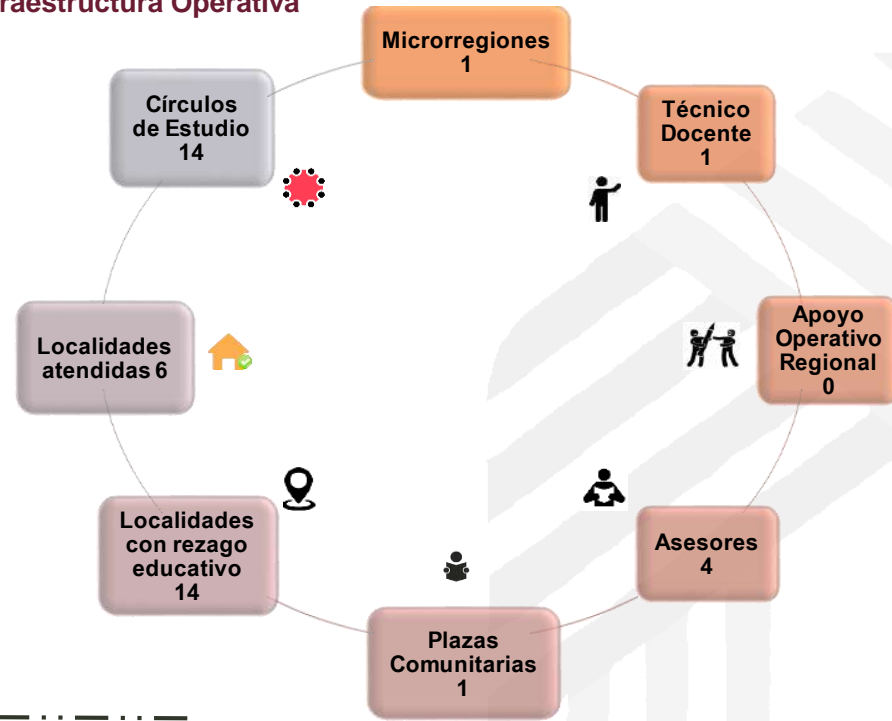 raestructura Operativa
Microrregiones
1
Técnico
Docente
1
Apoyo
Operativo
Regional
0
Asesores
4
Plazas
Comunitarias
1
Localidades
con rezago
educativo
14
Localidades
atendidas 6
Círculos
de Estudio
14